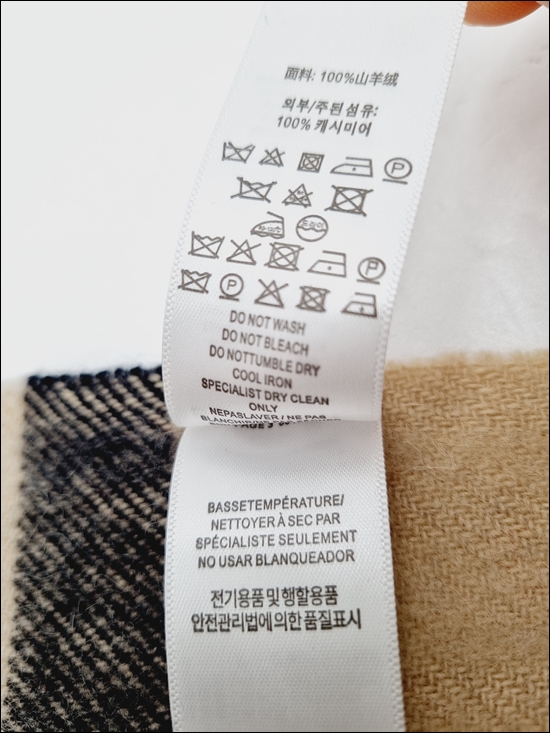 面料: 100%山羊绒
외부/주된섬유:
100% 캐시미어
P
P
P
DO NOT WASH
DO NOT BLEACH
DO NOTTUMBLE DRY
COOL IRON
SPECIALIST DRY CLEAN
ONLY
NEPASLAVER / NE PAS
BASSETEMPÉRATURE/
NETTOYER À SEC PAR
SPÉCIALISTE SEULEMENT
NO USAR BLANQUEADOR
전기용품및행할용품
안전관리법에의한품질표시